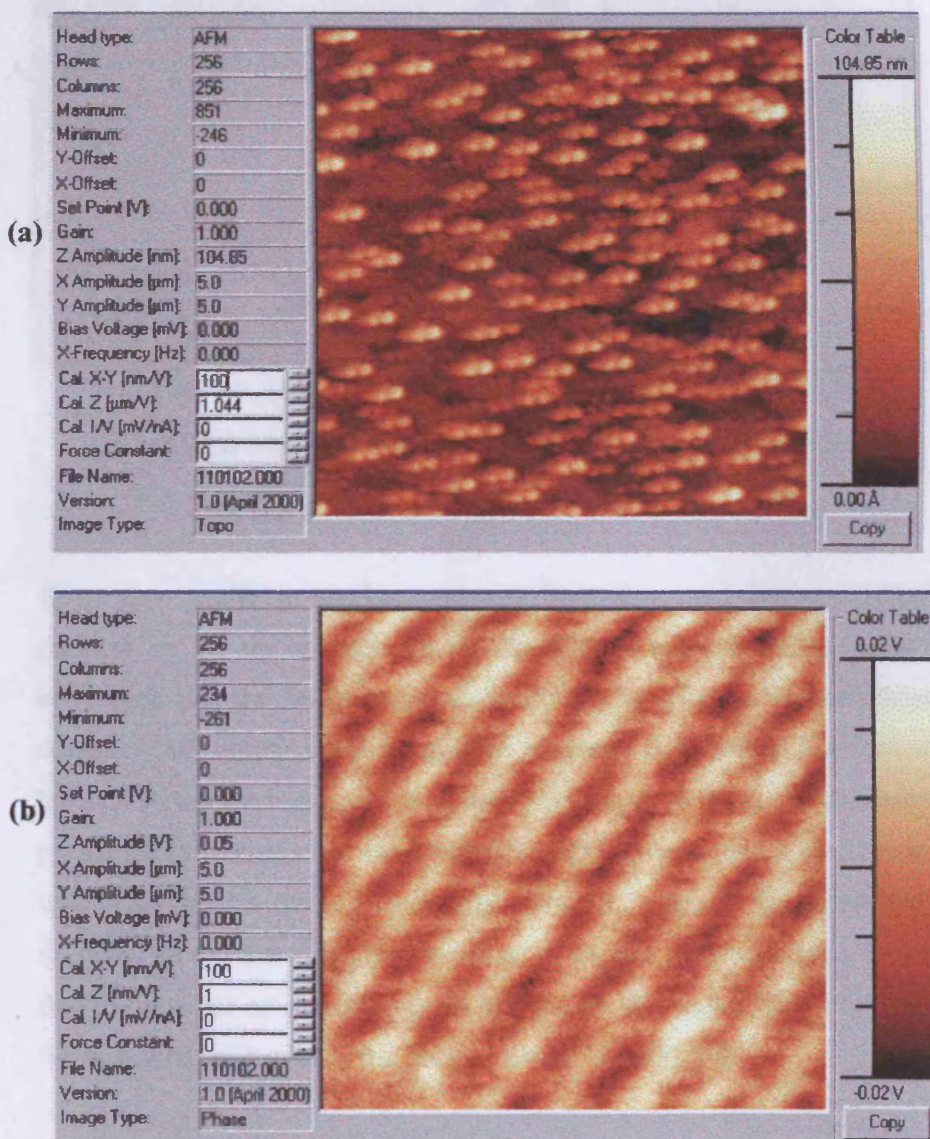 (a)
Head type: AFM
Rows: 256
Columns: 256
Maximum: 851
Minimum: -246
Y-Offset: 0
X-Offset: 0
Set Point [V]: 0.000
Gain: 1.000
Z Amplitude [nm]: 104.85
X Amplitude [µm]: 5.0
Y Amplitude [µm]: 5.0
Bias Voltage [mV]: 0.000
X-Frequency [Hz]: 0.000
Cal. X-Y [nm/V]: 100
Cal. Z [µm/V]: 1.044
Cal. I/V [mV/nA]: 0
Force Constant: 0
File Name: 110102.000
Version: 1.0 (April 2000)
Image Type: Topo
Color Table
104.85 nm
0.00 Å
Copy
(b)
Head type: AFM
Rows: 256
Columns: 256
Maximum: 234
Minimum: -261
Y-Offset: 0
X-Offset: 0
Set Point [V]: 0.000
Gain: 1.000
Z Amplitude [V]: 0.05
X Amplitude [µm]: 5.0
Y Amplitude [µm]: 5.0
Bias Voltage [mV]: 0.000
X-Frequency [Hz]: 0.000
Cal. X-Y [nm/V]: 100
Cal. Z [nm/V]: 1
Cal. I/V [mV/nA]: 0
Force Constant: 0
File Name: 110102.000
Version: 1.0 (April 2000)
Image Type: Phase
Color Table
0.02 V
-0.02 V
Copy